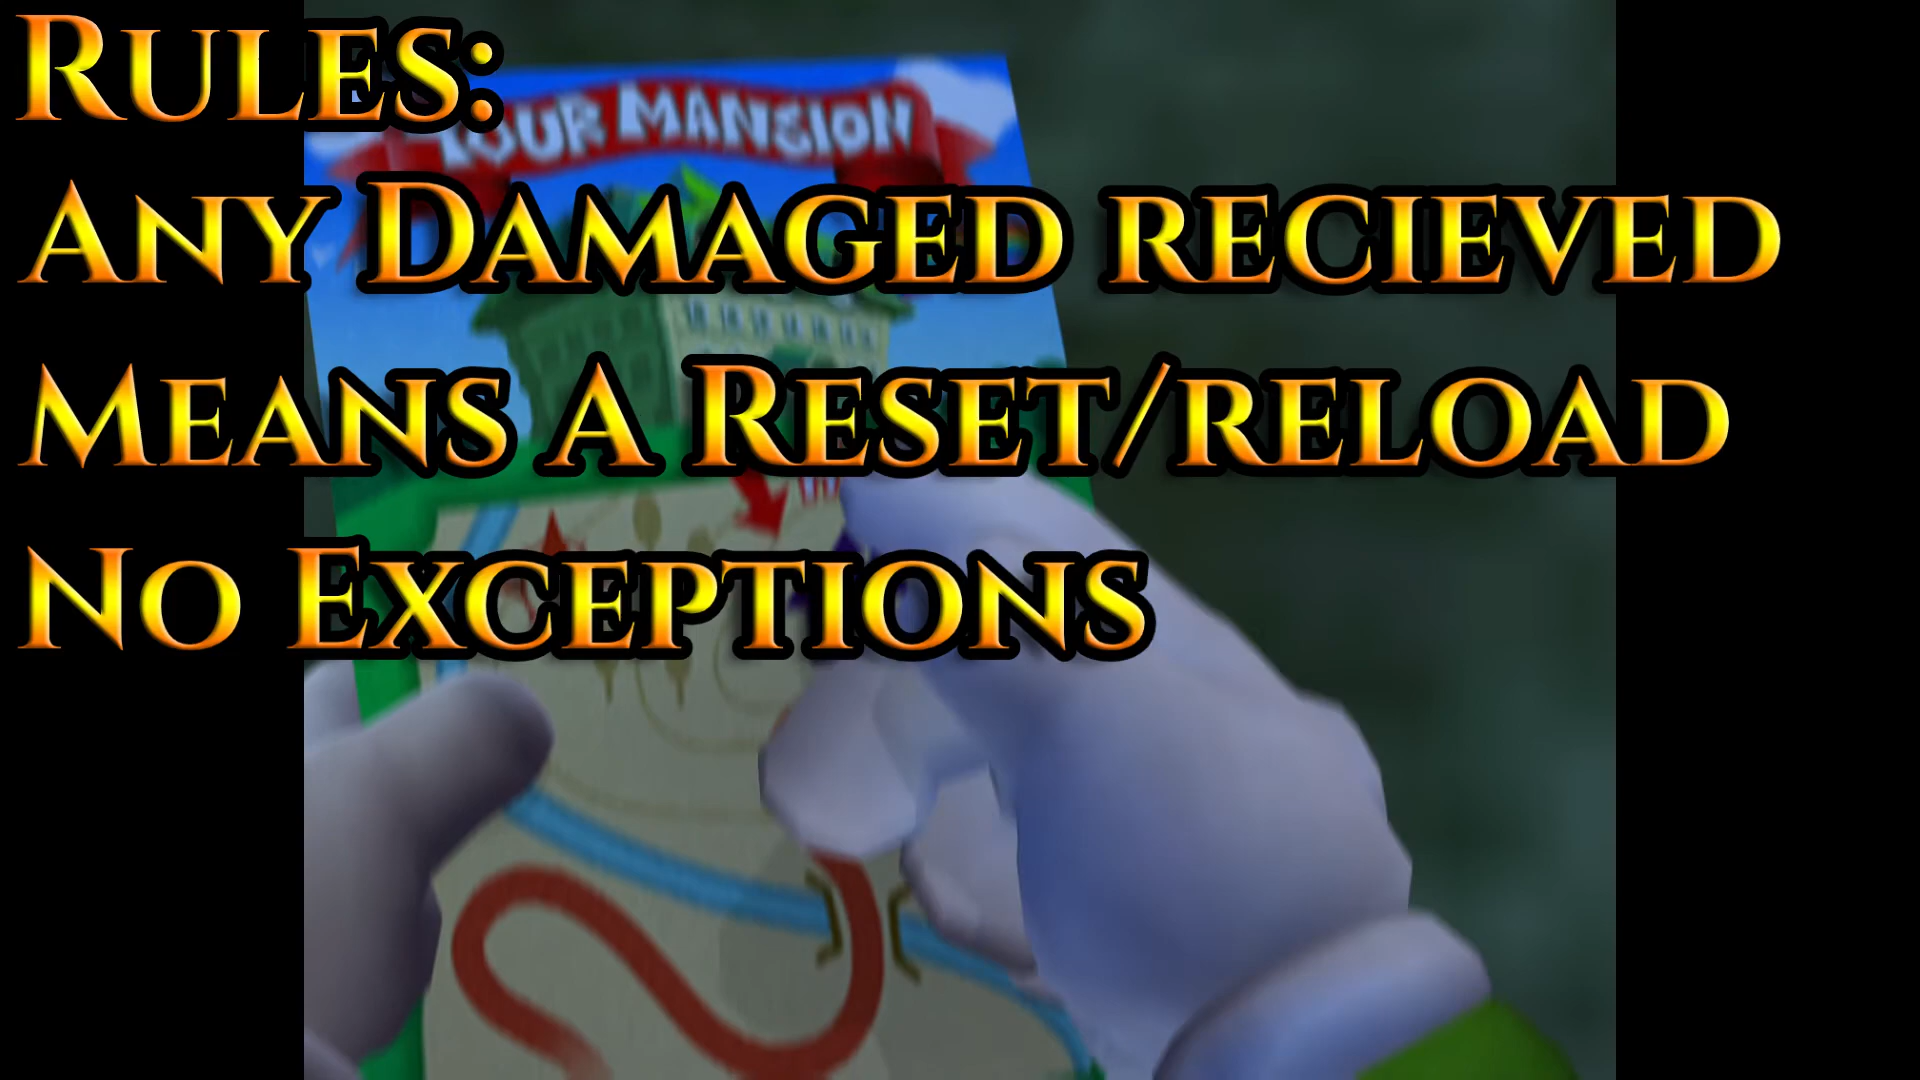 Rules:
YOUR MANSION
Any Damaged recieved
Means A Reset/reload
No Exceptions